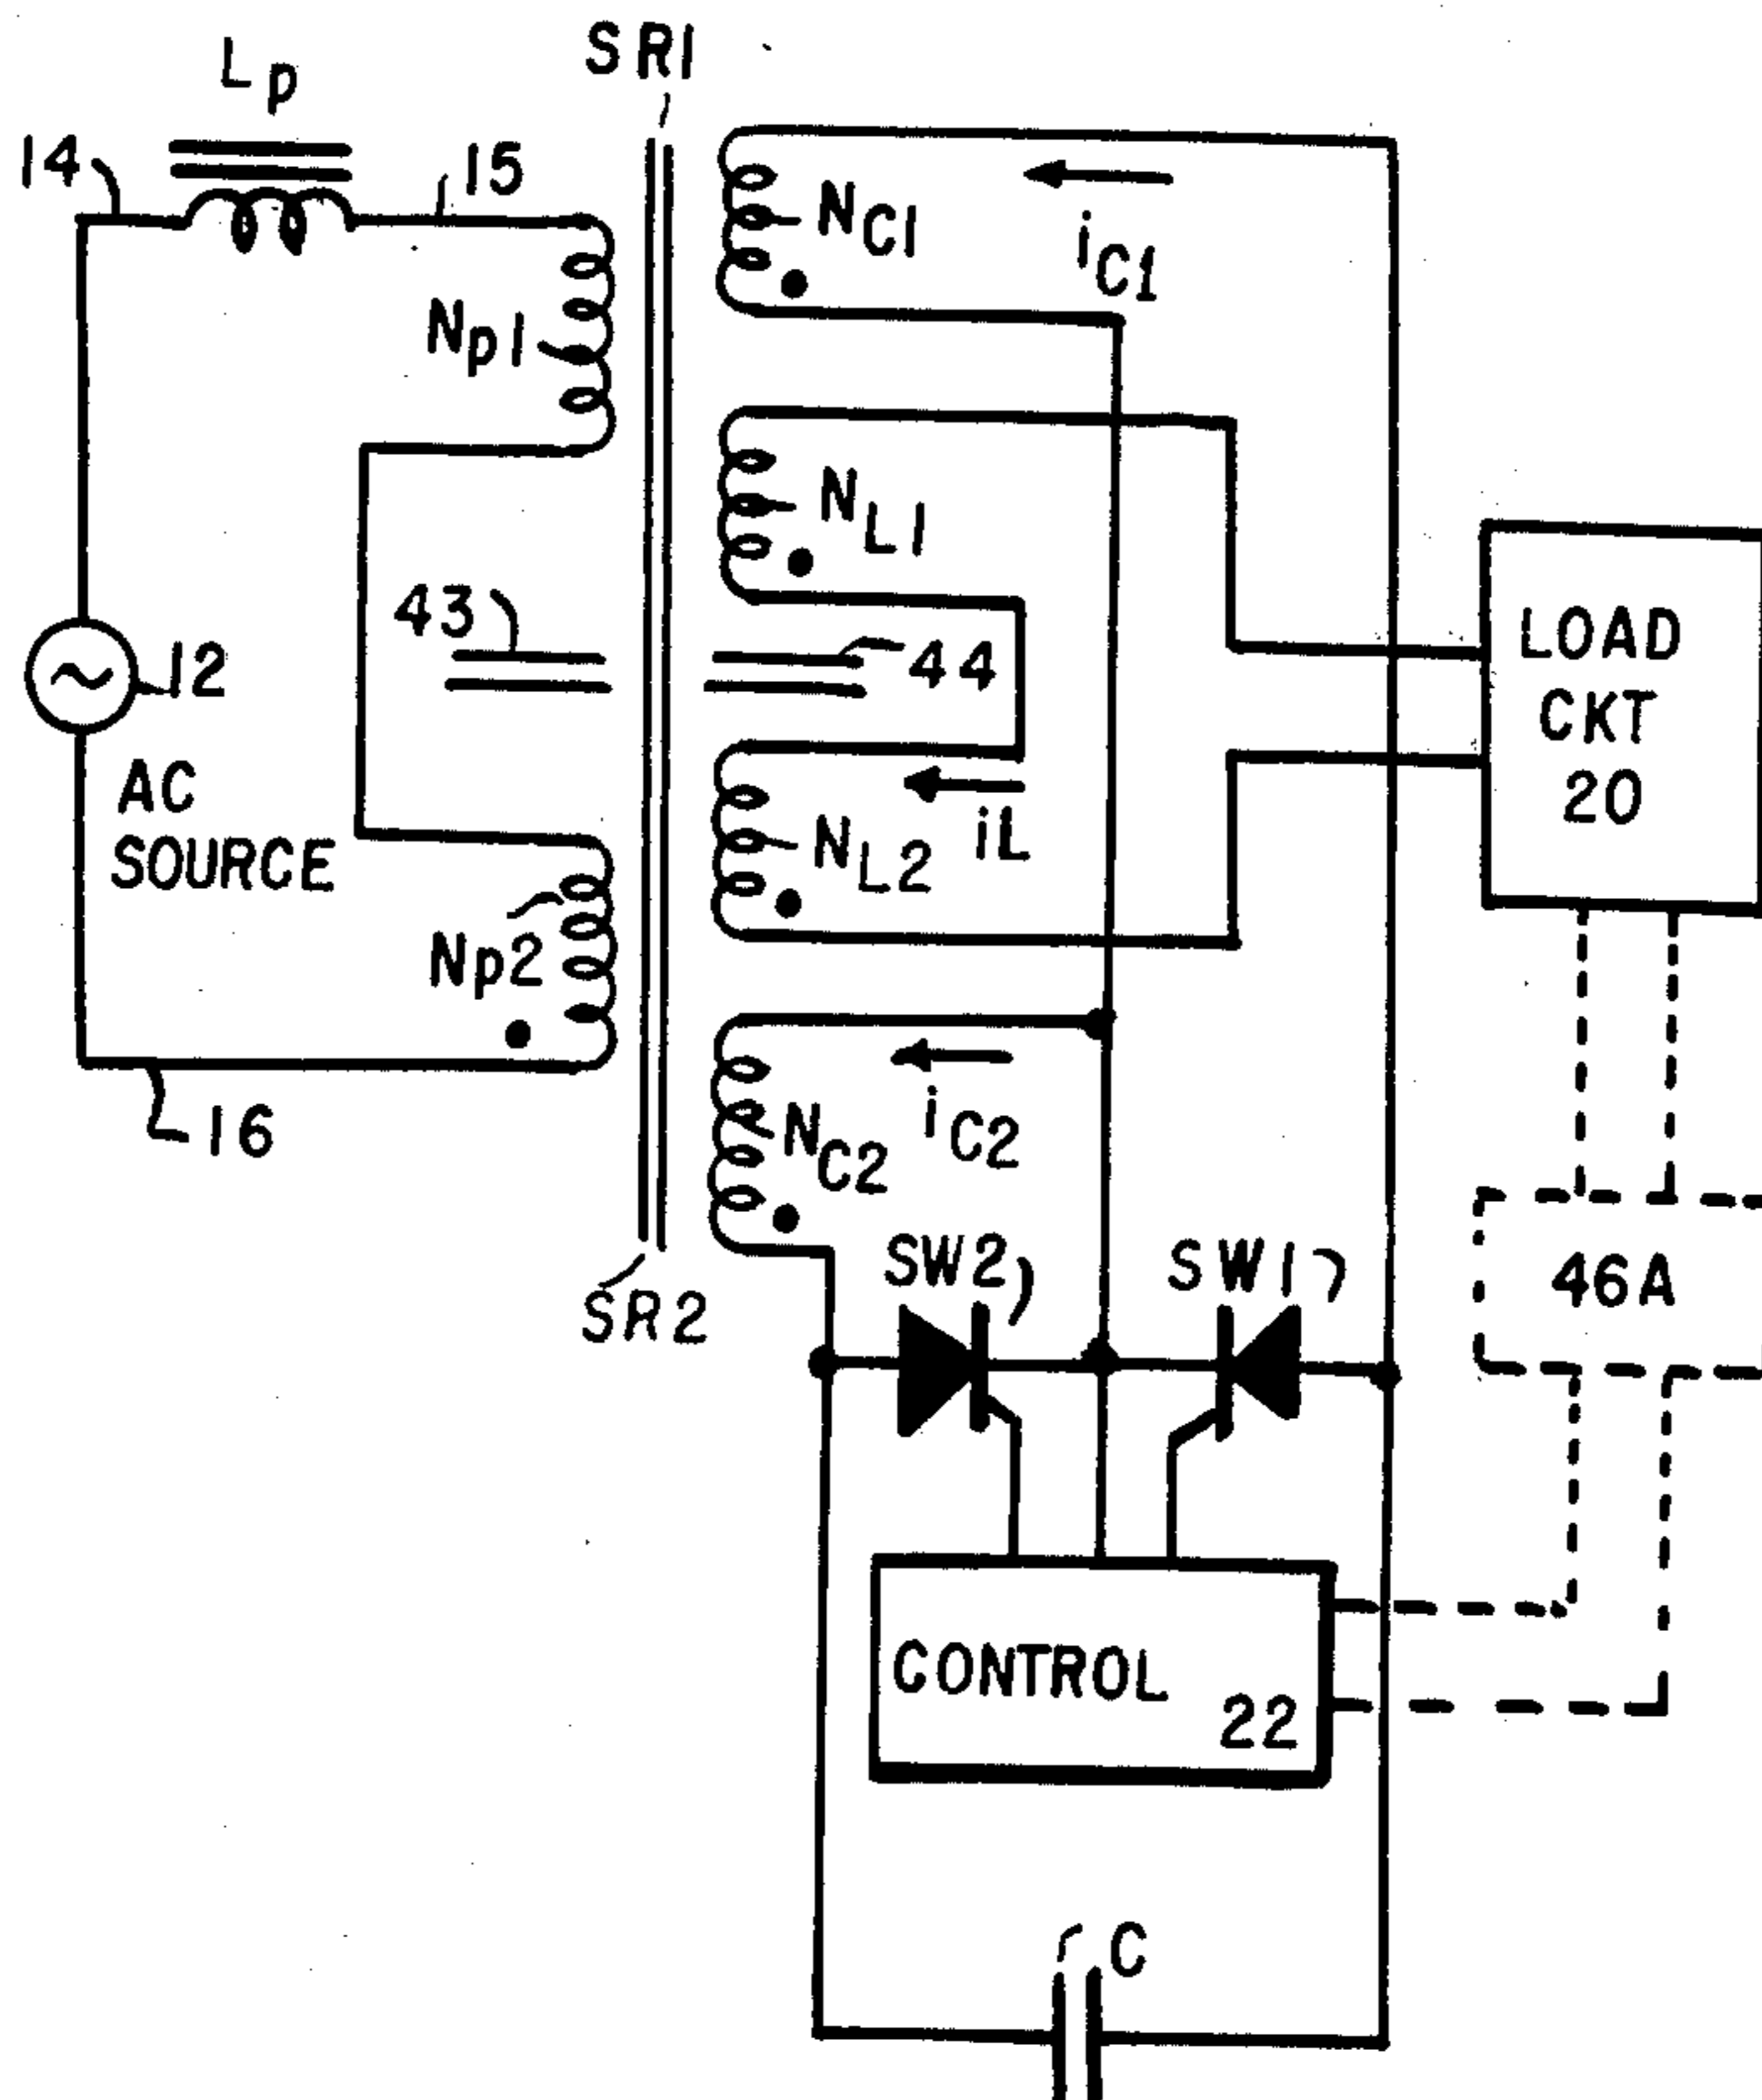 SR1
Lp
14
15
NC1
iC1
Np1
NL1
43
44
12
LOAD
CKT
20
AC
SOURCE
NL2
iL
Np2
16
NC2
iC2
SW2
SW1
SR2
46A
CONTROL
22
C